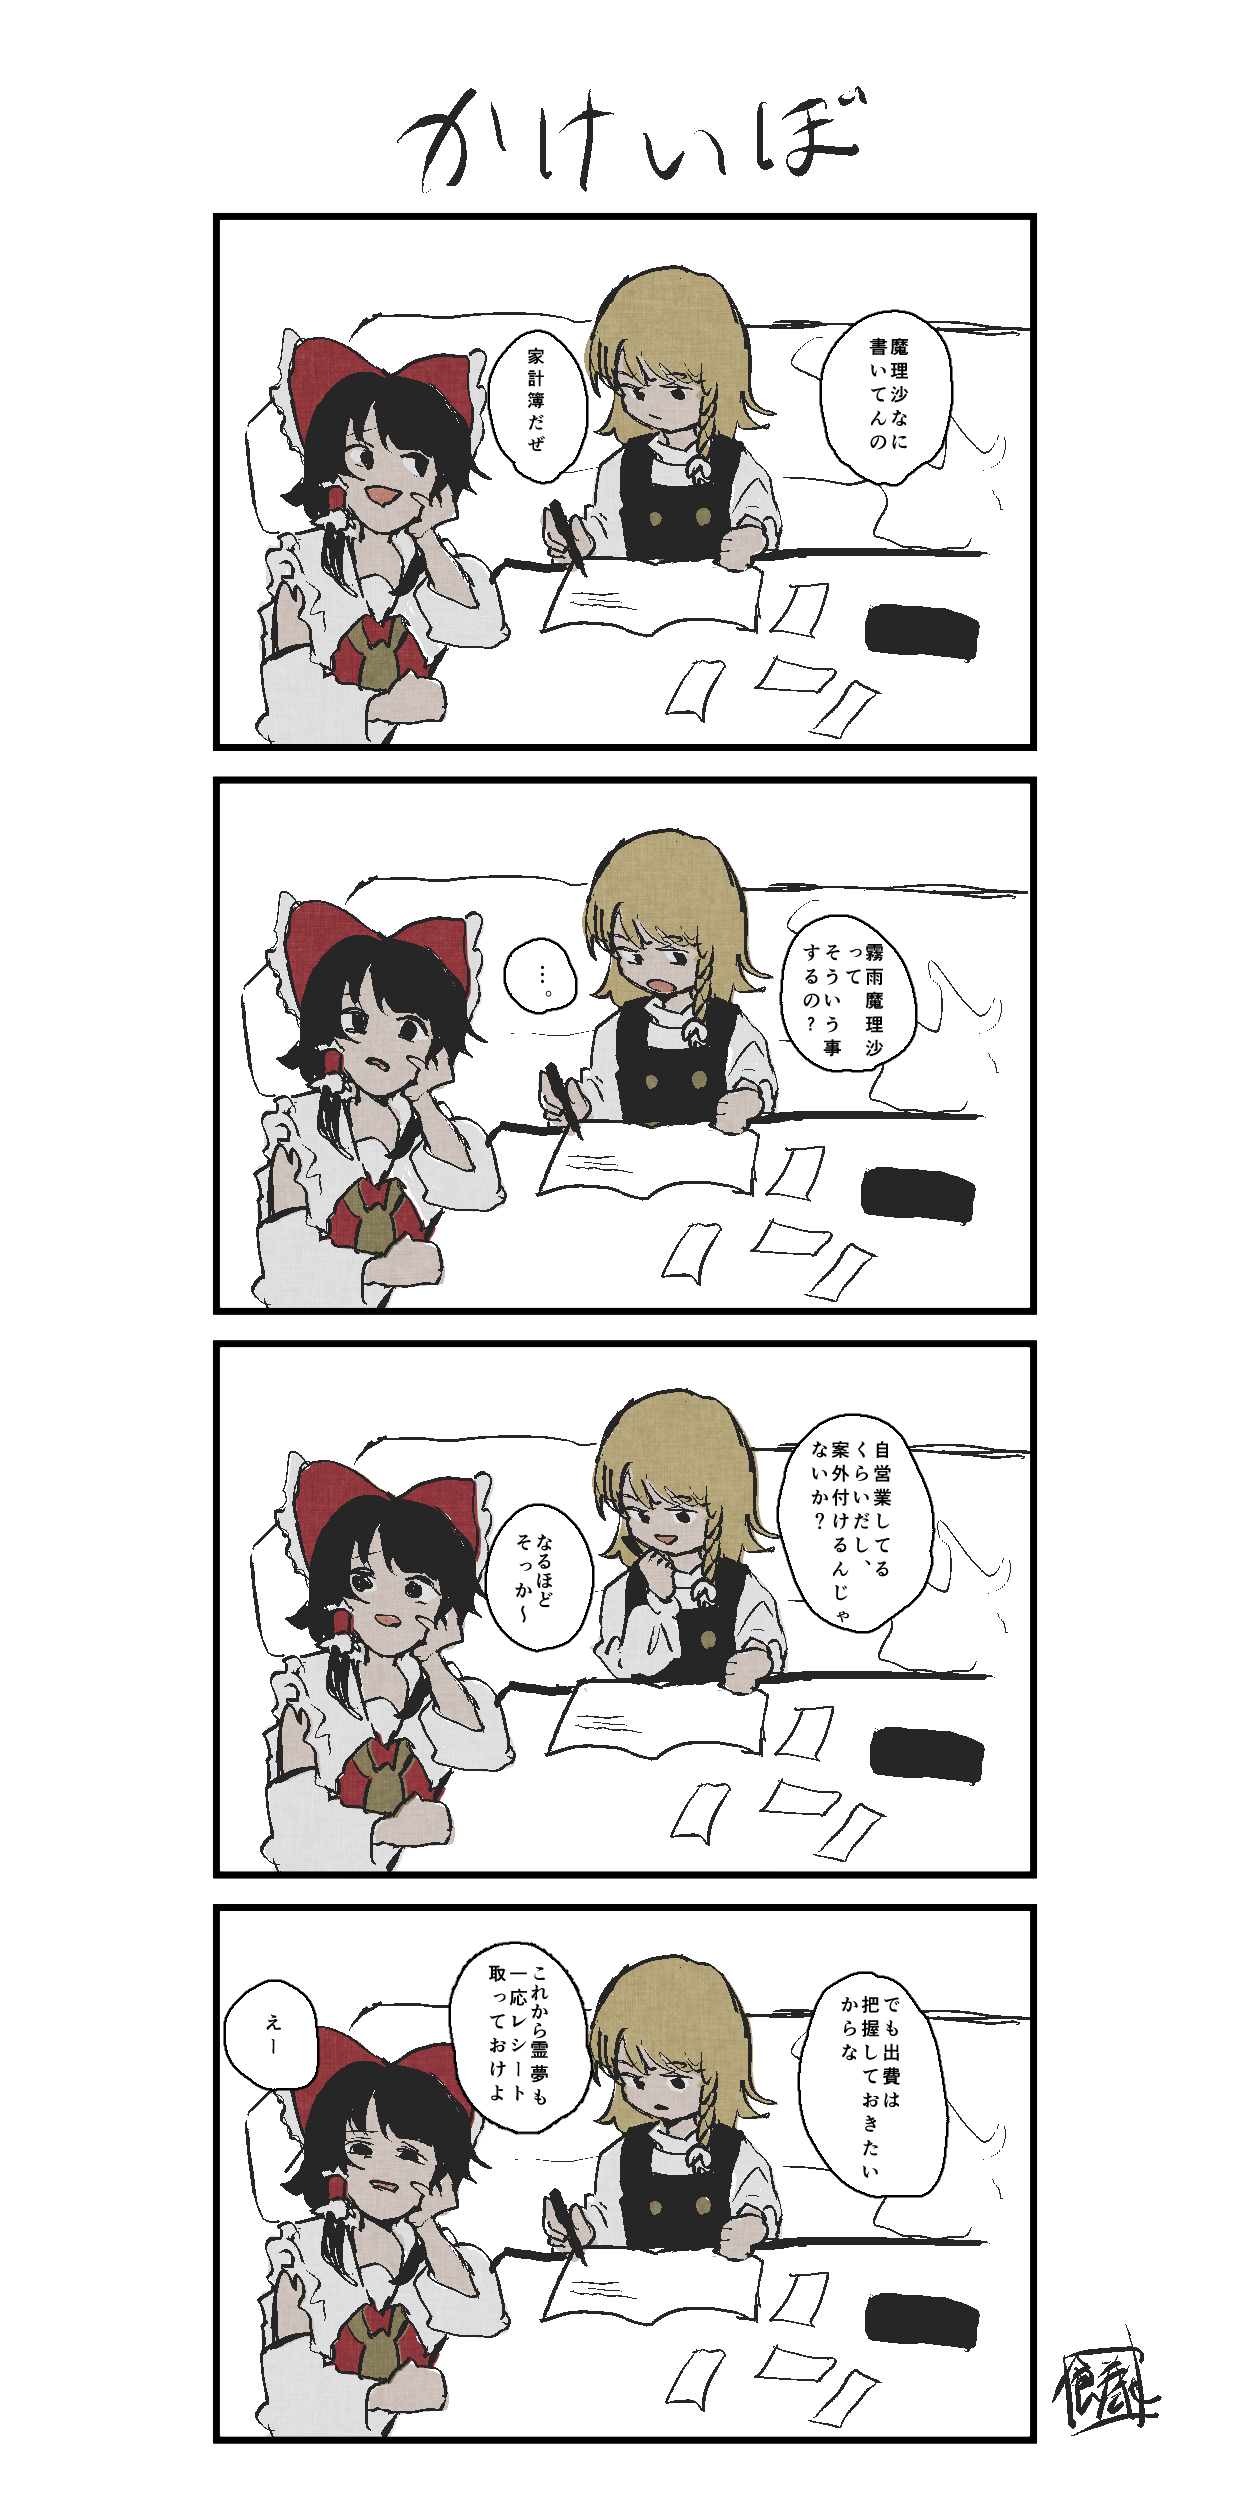 かけいぼ
魔理沙なに
書いてんの
家計簿だぜ
霧雨魔理沙
って
そういう事
するの？
…。
自営業してる
くらいだし、
案外付けるんじゃ
ないか？
なるほど
そっか～
でも出費は
把握しておきたい
からな
これから霊夢も
一応レシート
取っておけよ
えー